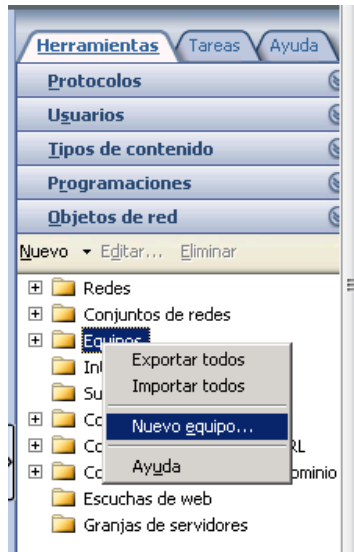 Herramientas Tareas Ayuda
Protocolos
Usuarios
Tipos de contenido
Programaciones
Objetos de red
Nuevo Editar... Eliminar
Redes
Conjuntos de redes
Equipos
Exportar todos
Importar todos
Nuevo equipo...
Ayuda
Escuchas de web
Granjas de servidores